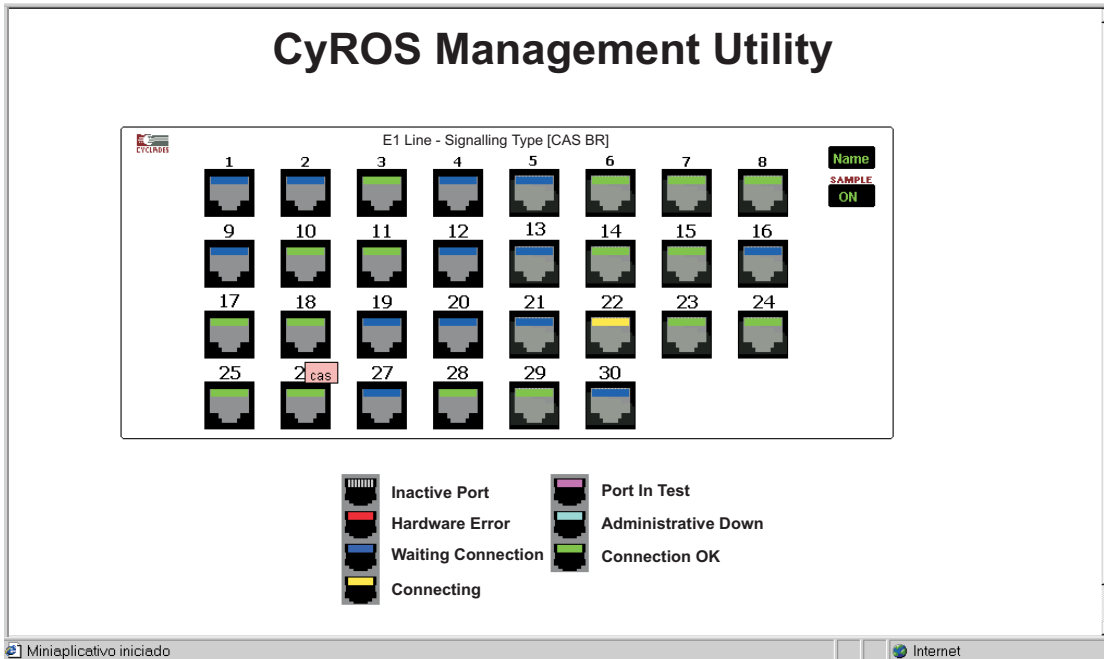 CyROS Management Utility
E1 Line - Signalling Type [CAS BR]
CYCLADES
Name
SAMPLE
ON
1 2 3 4 5 6 7 8
9 10 11 12 13 14 15 16
17 18 19 20 21 22 23 24
25 2 cas 27 28 29 30
Inactive Port
Hardware Error
Waiting Connection
Connecting
Port In Test
Administrative Down
Connection OK
Miniaplicativo iniciado
Internet